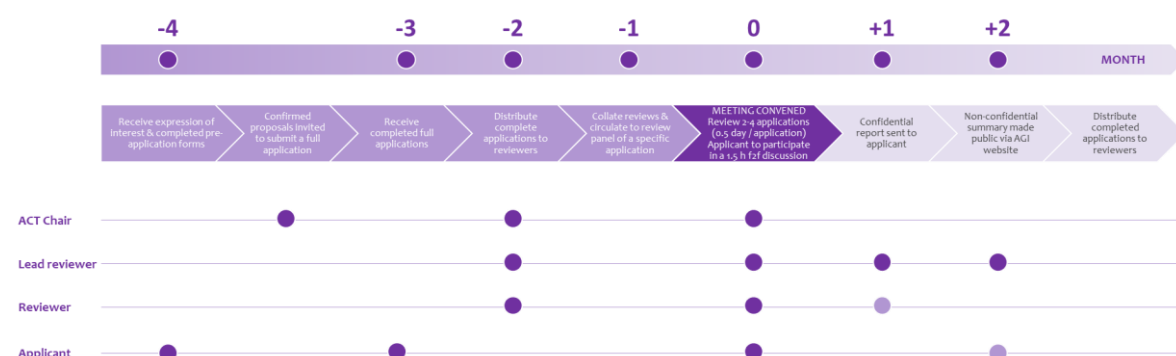 -4 -3 -2 -1 0 +1 +2
MONTH
Receive expression of
interest & completed pre-
application forms
Confirmed
proposals invited
to submit a full
application
Receive
completed full
applications
Distribute
complete
applications to
reviewers
Collate reviews &
circulate to review
panel of a specific
application
MEETING CONVENED
Review 2-4 applications
(0.5 day / application)
Applicant to participate
in a 1.5 h f2f discussion
Confidential
report sent to
applicant
Non-confidential
summary made
public via AGI
website
Distribute
completed
applications to
reviewers
ACT Chair
Lead reviewer
Reviewer
Applicant